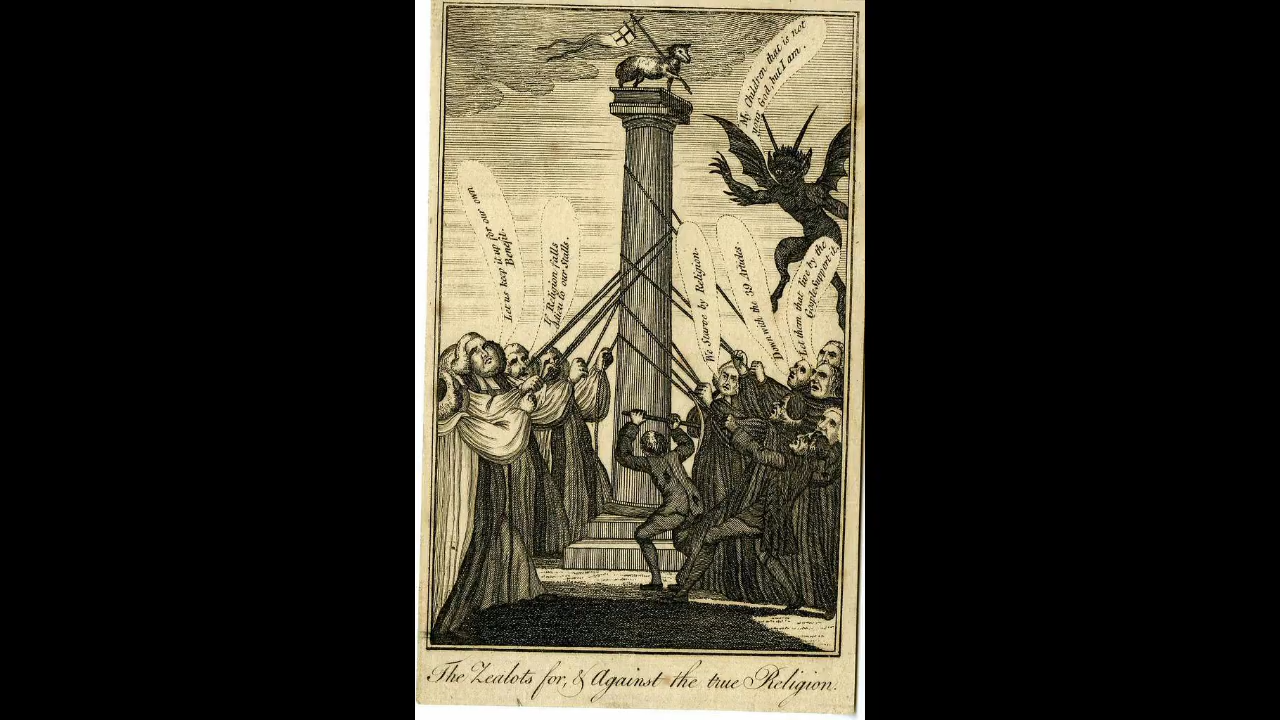 My Children that is not
your God, but I am.
Let us keep it up for our own
Benefit.
If Religion falls
Adieu to our Stalls.
We Starve by Religion.
Down with the 39 Articles.
Let them that live by the
Gospel Support it.
The Zealots for, & Against the true Religion.